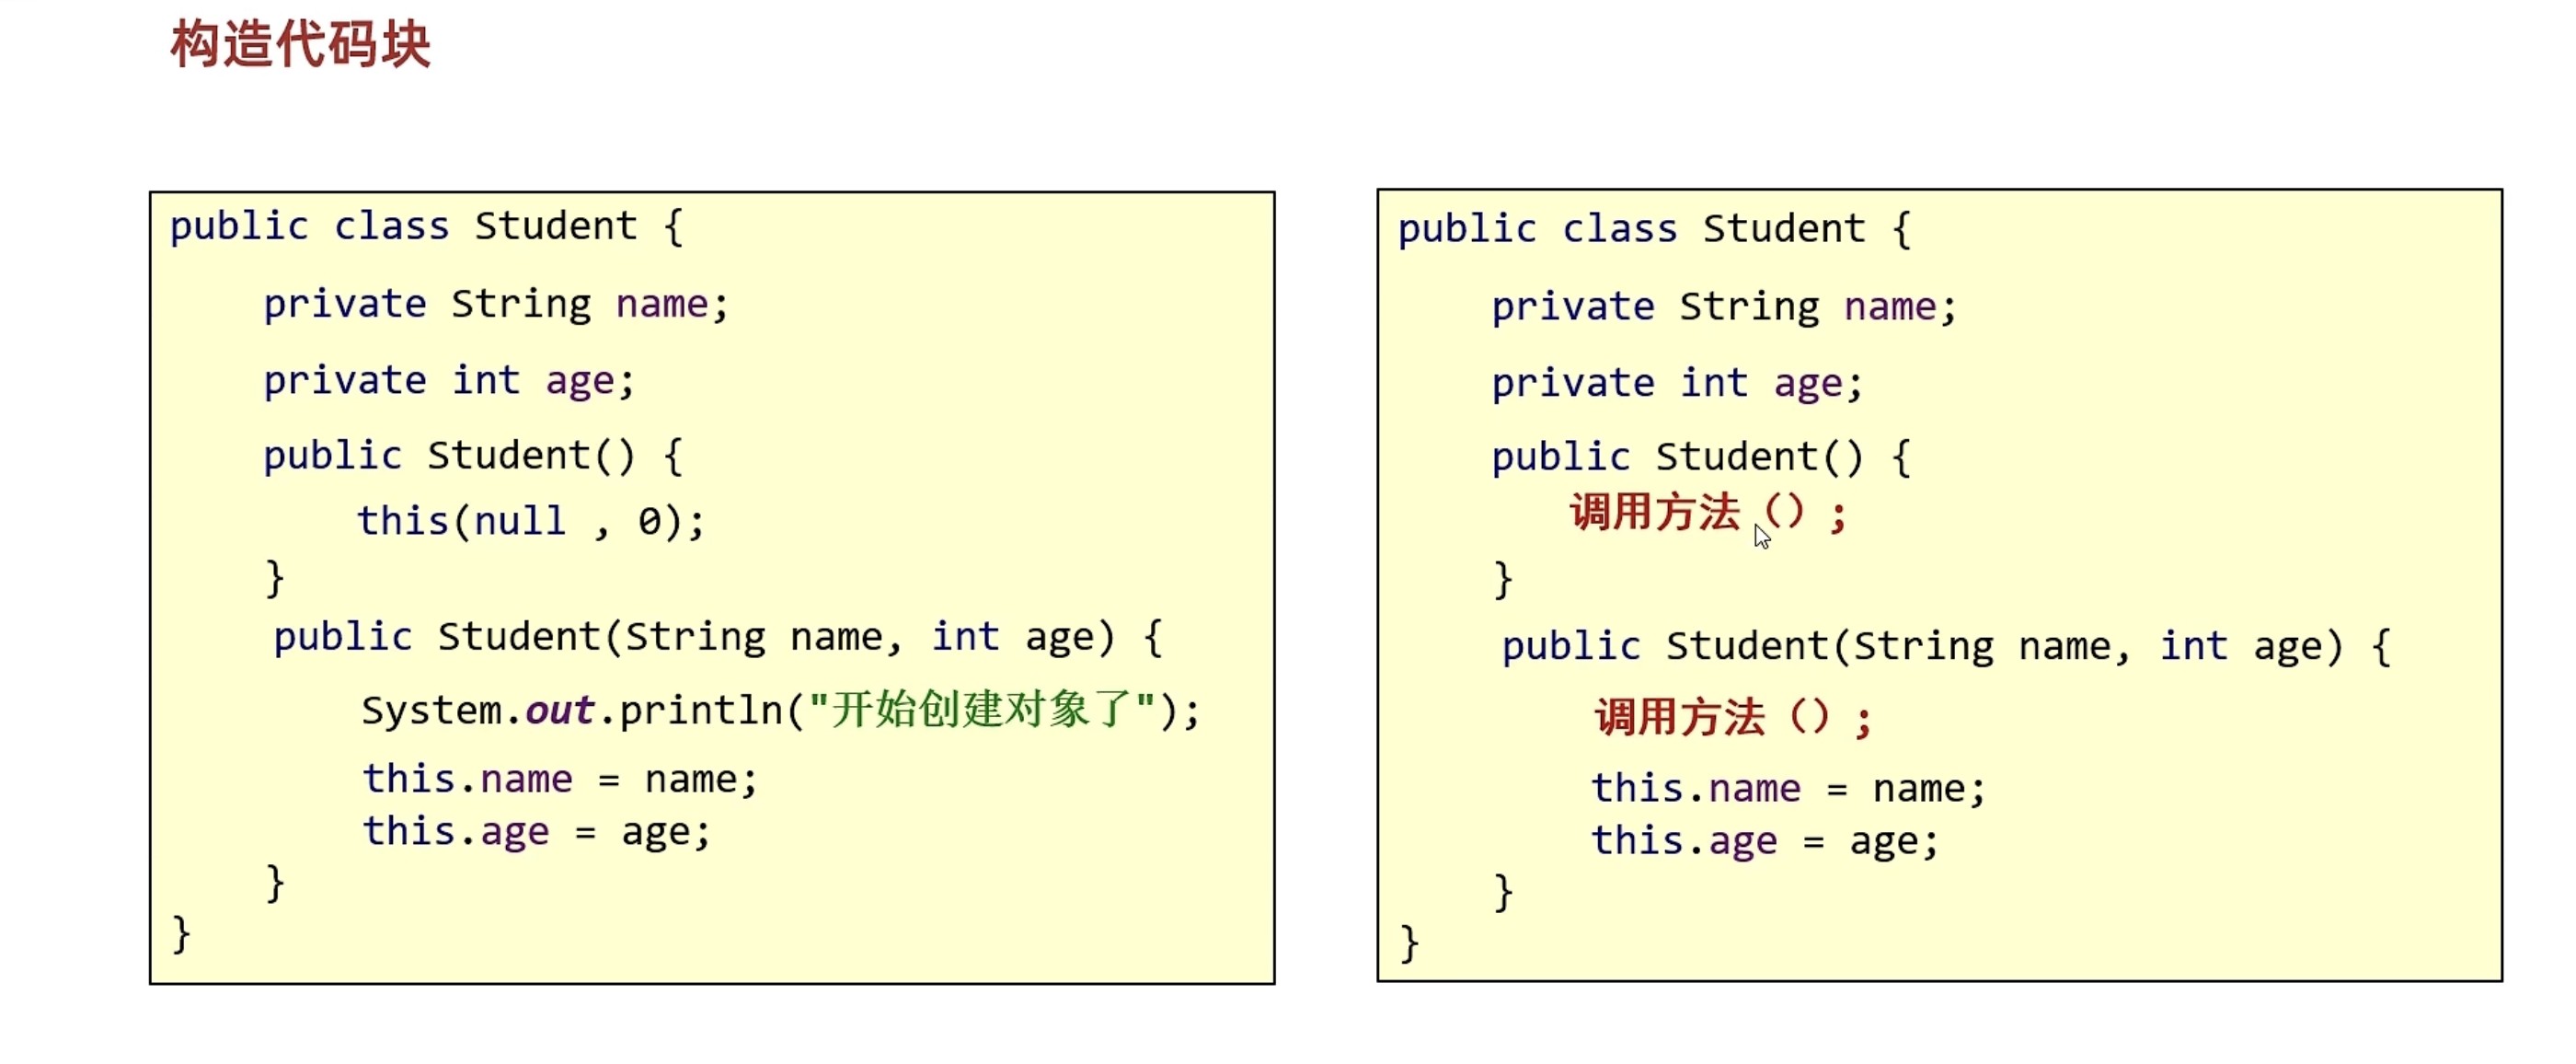 构造代码块
public class Student {
private String name;
private int age;
public Student() {
this(null , 0);
}
public Student(String name, int age) {
System.out.println("开始创建对象了");
this.name = name;
this.age = age;
}
}
public class Student {
private String name;
private int age;
public Student() {
调用方法（）;
}
public Student(String name, int age) {
调用方法（）;
this.name = name;
this.age = age;
}
}